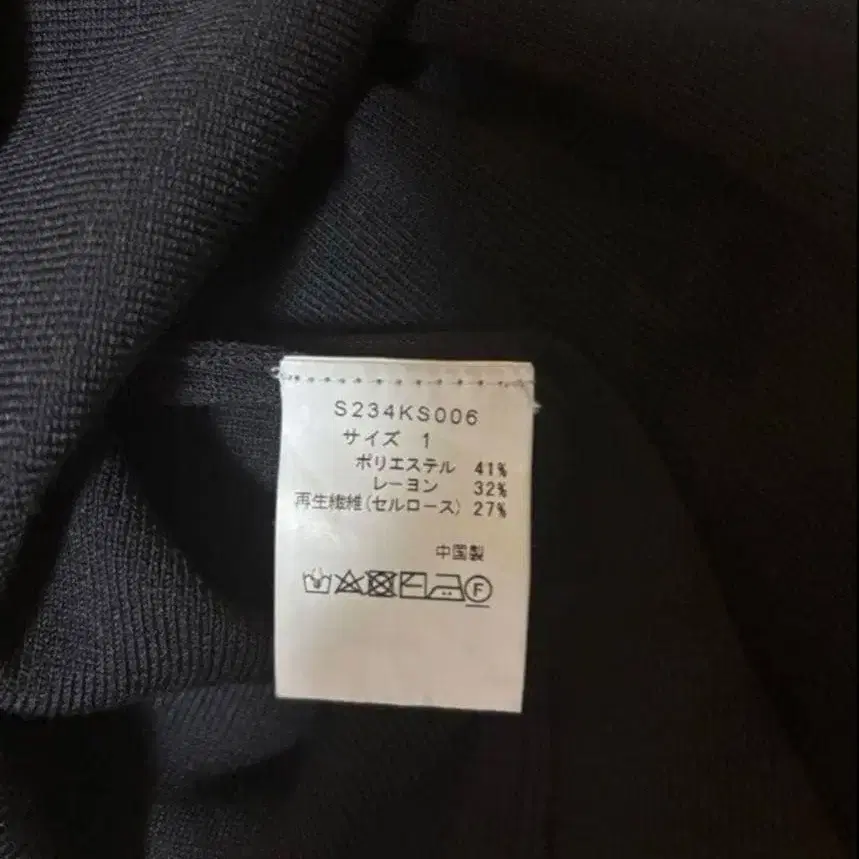 S234KS006
サイズ 1
ポリエステル 41%
レーヨン 32%
再生繊維(セルロース) 27%
中国製
F